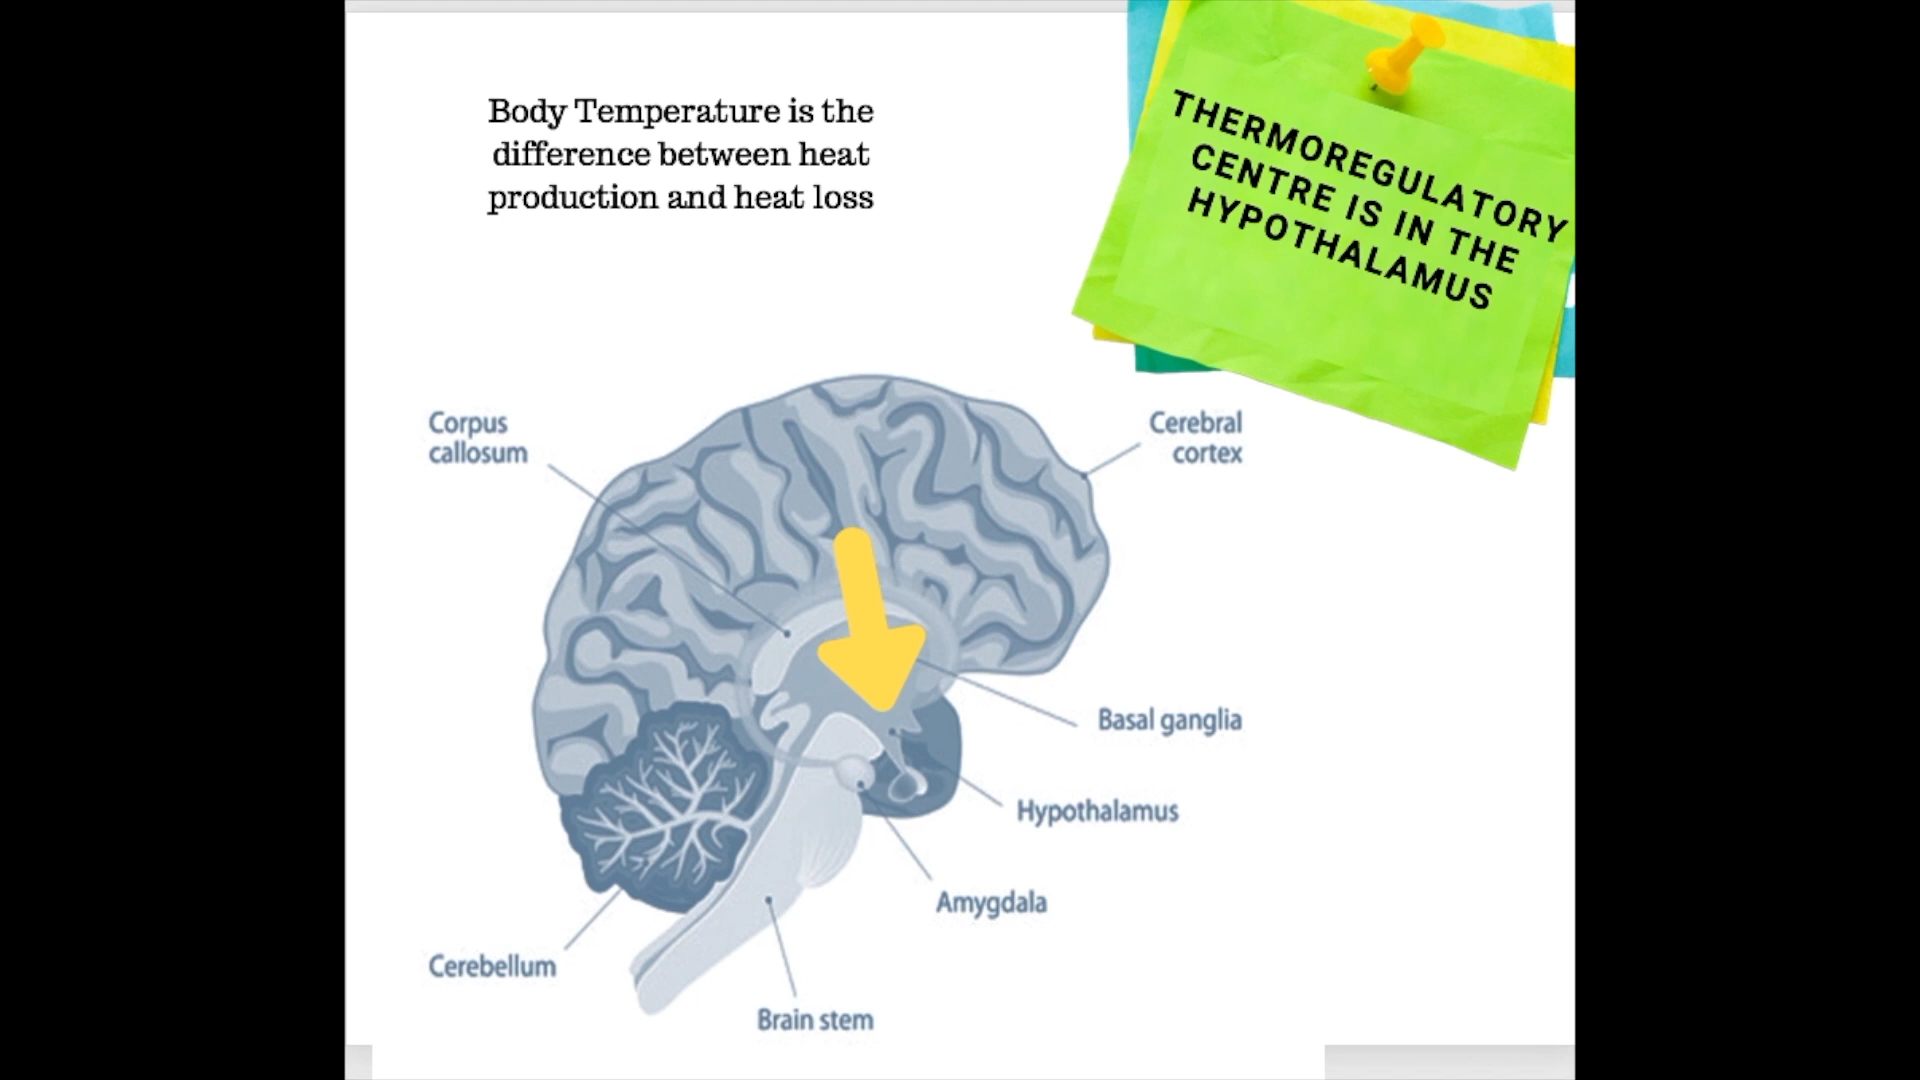 Body Temperature is the
difference between heat
production and heat loss
THERMOREGULATORY
CENTRE IS IN THE
HYPOTHALAMUS
Corpus
callosum
Cerebral
cortex
Basal ganglia
Hypothalamus
Amygdala
Cerebellum
Brain stem